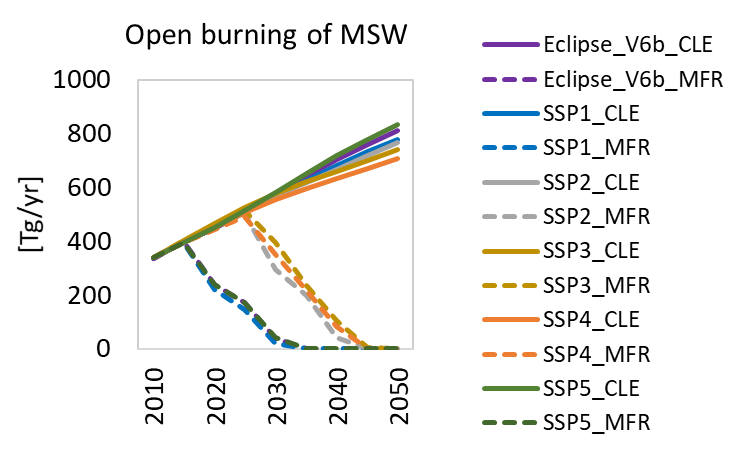 Open burning of MSW
[Tg/yr]
1000
800
600
400
200
0
2010
2020
2030
2040
2050
Eclipse_V6b_CLE
Eclipse_V6b_MFR
SSP1_CLE
SSP1_MFR
SSP2_CLE
SSP2_MFR
SSP3_CLE
SSP3_MFR
SSP4_CLE
SSP4_MFR
SSP5_CLE
SSP5_MFR